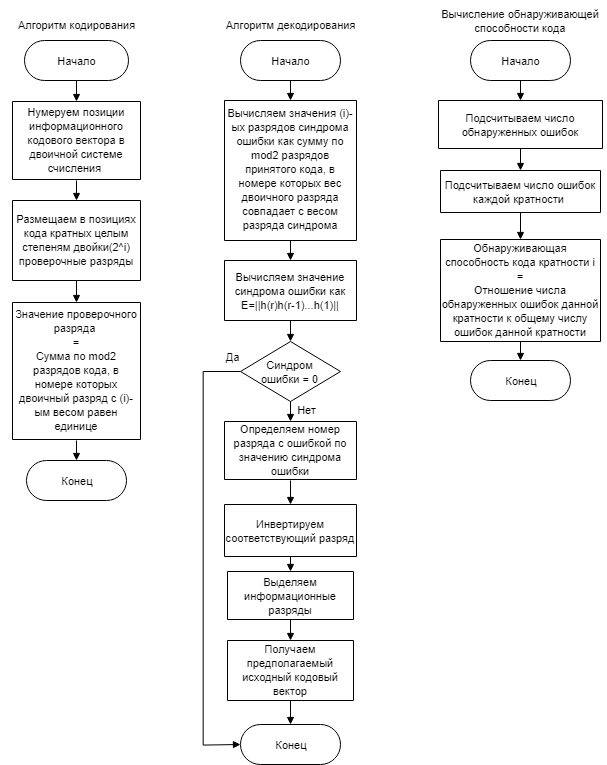 Алгоритм кодирования
Начало
Нумеруем позиции
информационного
кодового вектора в
двоичной системе
счисления
Размещаем в позициях
кода кратных целым
степеням двойки(2^i)
проверочные разряды
Значение проверочного
разряда
=
Сумма по mod2
разрядов кода, в
номере которых
двоичный разряд с (i)-
ым весом равен
единице
Конец
Алгоритм декодирования
Начало
Вычисляем значения (i)-
ых разрядов синдрома
ошибки как сумму по
mod2 разрядов
принятого кода, в
номере которых вес
двоичного разряда
совпадает с весом
разряда синдрома
Вычисляем значение
синдрома ошибки как
E=||h(r)h(r-1)...h(1)||
Да
Синдром
ошибки = 0
Нет
Определяем номер
разряда с ошибкой по
значению синдрома
ошибки
Инвертируем
соответствующий разряд
Выделяем
информационные
разряды
Получаем
предполагаемый
исходный кодовый
вектор
Конец
Вычисление обнаруживающей
способности кода
Начало
Подсчитываем число
обнаруженных ошибок
Подсчитываем число ошибок
каждой кратности
Обнаруживающая
способность кода кратности i
=
Отношение числа
обнаруженных ошибок данной
кратности к общему числу
ошибок данной кратности
Конец